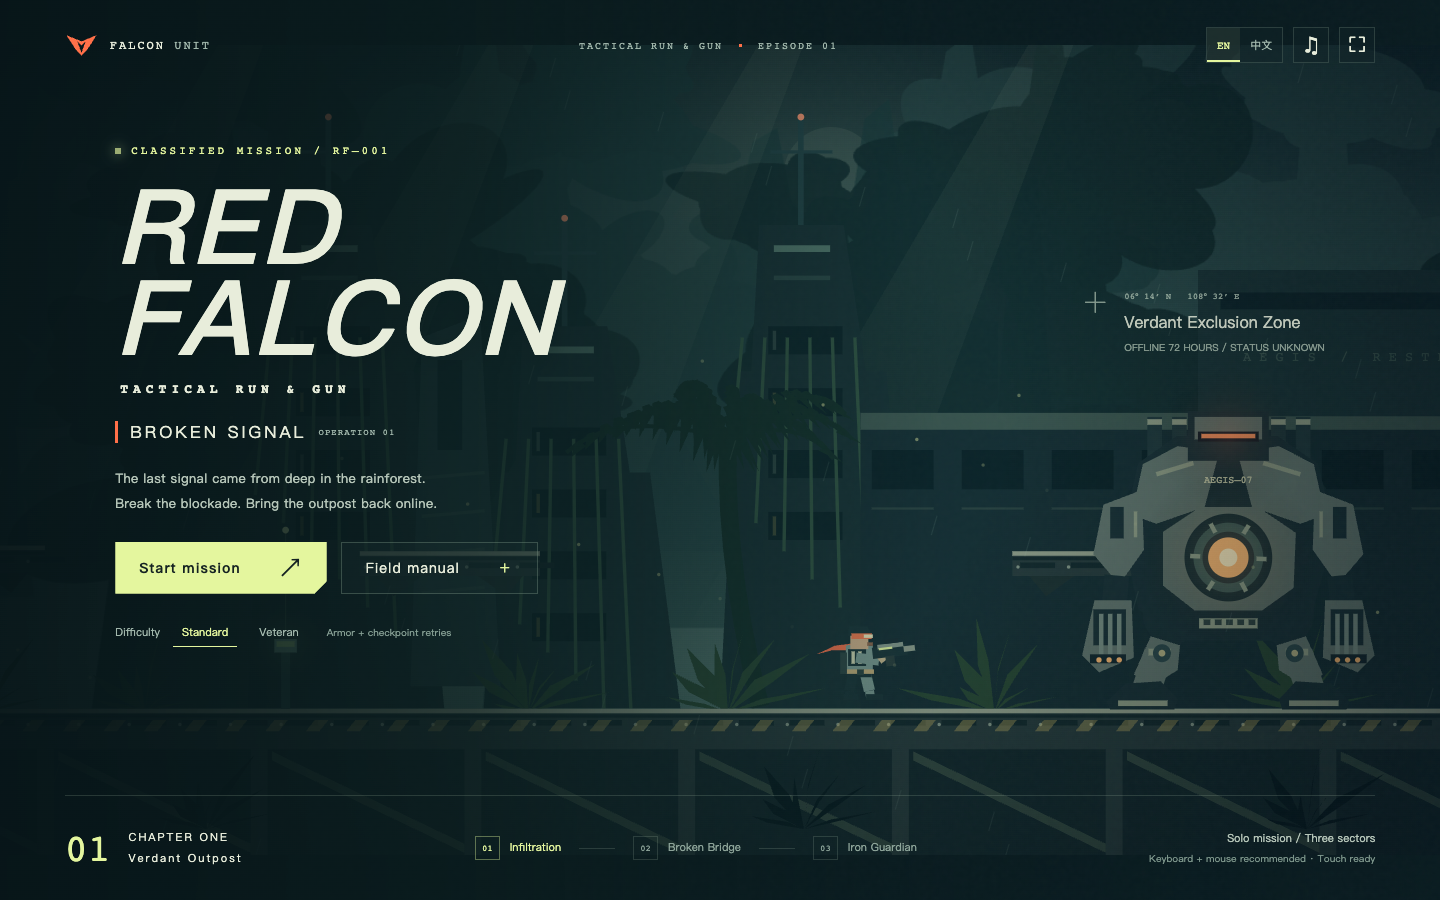 FALCON UNIT
TACTICAL RUN & GUN • EPISODE 01
EN 中文
CLASSIFIED MISSION / RF—001
RED
FALCON
TACTICAL RUN & GUN
BROKEN SIGNAL OPERATION 01
The last signal came from deep in the rainforest.
Break the blockade. Bring the outpost back online.
Start mission
Field manual +
Difficulty Standard Veteran Armor + checkpoint retries
06° 14′ N 108° 32′ E
Verdant Exclusion Zone
OFFLINE 72 HOURS / STATUS UNKNOWN
AEGIS / REST
AEGIS—07
01
CHAPTER ONE
Verdant Outpost
01 Infiltration
02 Broken Bridge
03 Iron Guardian
Solo mission / Three sectors
Keyboard + mouse recommended · Touch ready